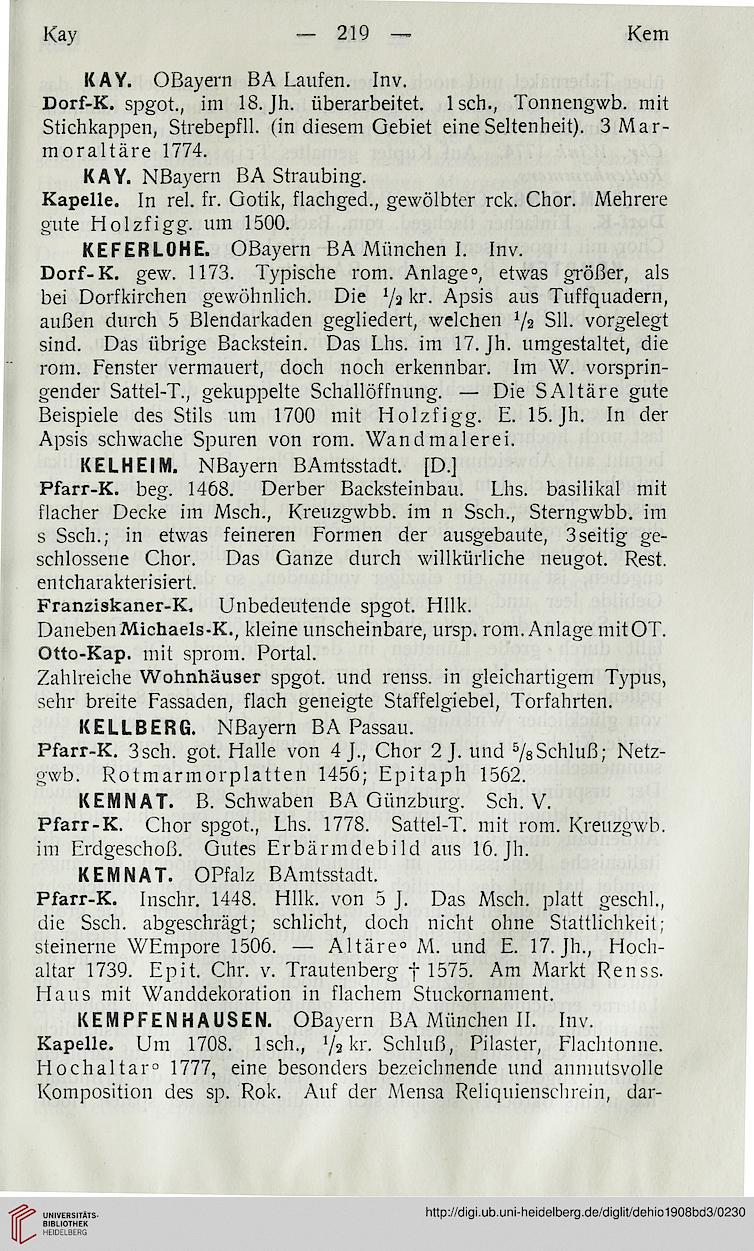 Kay — 219 — Kem
KAY. OBayern BA Laufen. Inv.
Dorf-K. spgot., im 18. Jh. überarbeitet. 1sch., Tonnengwb. mit
Stichkappen, Strebepfll. (in diesem Gebiet eine Seltenheit). 3 Mar-
moraltäre 1774.
KAY. NBayern BA Straubing.
Kapelle. In rel. fr. Gotik, flachged., gewölbter rck. Chor. Mehrere
gute Holzfigg. um 1500.
KEFERLOHE. OBayern BA München I. Inv.
Dorf-K. gew. 1173. Typische rom. Anlage°, etwas größer, als
bei Dorfkirchen gewöhnlich. Die ½ kr. Apsis aus Tuffquadern,
außen durch 5 Blendarkaden gegliedert, welchen ½ Sll. vorgelegt
sind. Das übrige Backstein. Das Lhs. im 17. Jh. umgestaltet, die
rom. Fenster vermauert, doch noch erkennbar. Im W. vorsprin-
gender Sattel-T., gekuppelte Schallöffnung. — Die SAltäre gute
Beispiele des Stils um 1700 mit Holzfigg. E. 15. Jh. In der
Apsis schwache Spuren von rom. Wandmalerei.
KELHEIM. NBayern BAmtsstadt. [D.]
Pfarr-K. beg. 1468. Derber Backsteinbau. Lhs. basilikal mit
flacher Decke im Msch., Kreuzgwbb. im n Ssch., Sterngwbb. im
s Ssch.; in etwas feineren Formen der ausgebaute, 3seitig ge-
schlossene Chor. Das Ganze durch willkürliche neugot. Rest.
entcharakterisiert.
Franziskaner-K. Unbedeutende spgot. Hllk.
Daneben Michaels-K., kleine unscheinbare, ursp. rom. Anlage mit OT.
Otto-Kap. mit sprom. Portal.
Zahlreiche Wohnhäuser spgot. und renss. in gleichartigem Typus,
sehr breite Fassaden, flach geneigte Staffelgiebel, Torfahrten.
KELLBERG. NBayern BA Passau.
Pfarr-K. 3sch. got. Halle von 4 J., Chor 2 J. und ⅝ Schluß; Netz-
gwb. Rotmarmorplatten 1456; Epitaph 1562.
KEMNAT. B. Schwaben BA Günzburg. Sch. V.
Pfarr-K. Chor spgot., Lhs. 1778. Sattel-T. mit rom. Kreuzgwb.
im Erdgeschoß. Gutes Erbärmdebild aus 16. Jh.
KEMNAT. OPfalz BAmtsstadt.
Pfarr-K. Inschr. 1448. Hllk. von 5 J. Das Msch. platt geschl.,
die Ssch. abgeschrägt; schlicht, doch nicht ohne Stattlichkeit;
steinerne WEmpore 1506. — Altäre° M. und E. 17. Jh., Hoch-
altar 1739. Epit. Chr. v. Trautenberg † 1575. Am Markt Renss.
Haus mit Wanddekoration in flachem Stuckornament.
KEMPFENHAUSEN. OBayern BA München II. Inv.
Kapelle. Um 1708. 1sch., ½ kr. Schluß, Pilaster, Flachtonne.
Hochaltar° 1777, eine besonders bezeichnende und anmutsvolle
Komposition des sp. Rok. Auf der Mensa Reliquienschrein, dar-
UNIVERSITÄTS-
BIBLIOTHEK
HEIDELBERG
http://digi.ub.uni-heidelberg.de/diglit/dehio1908bd3/0230